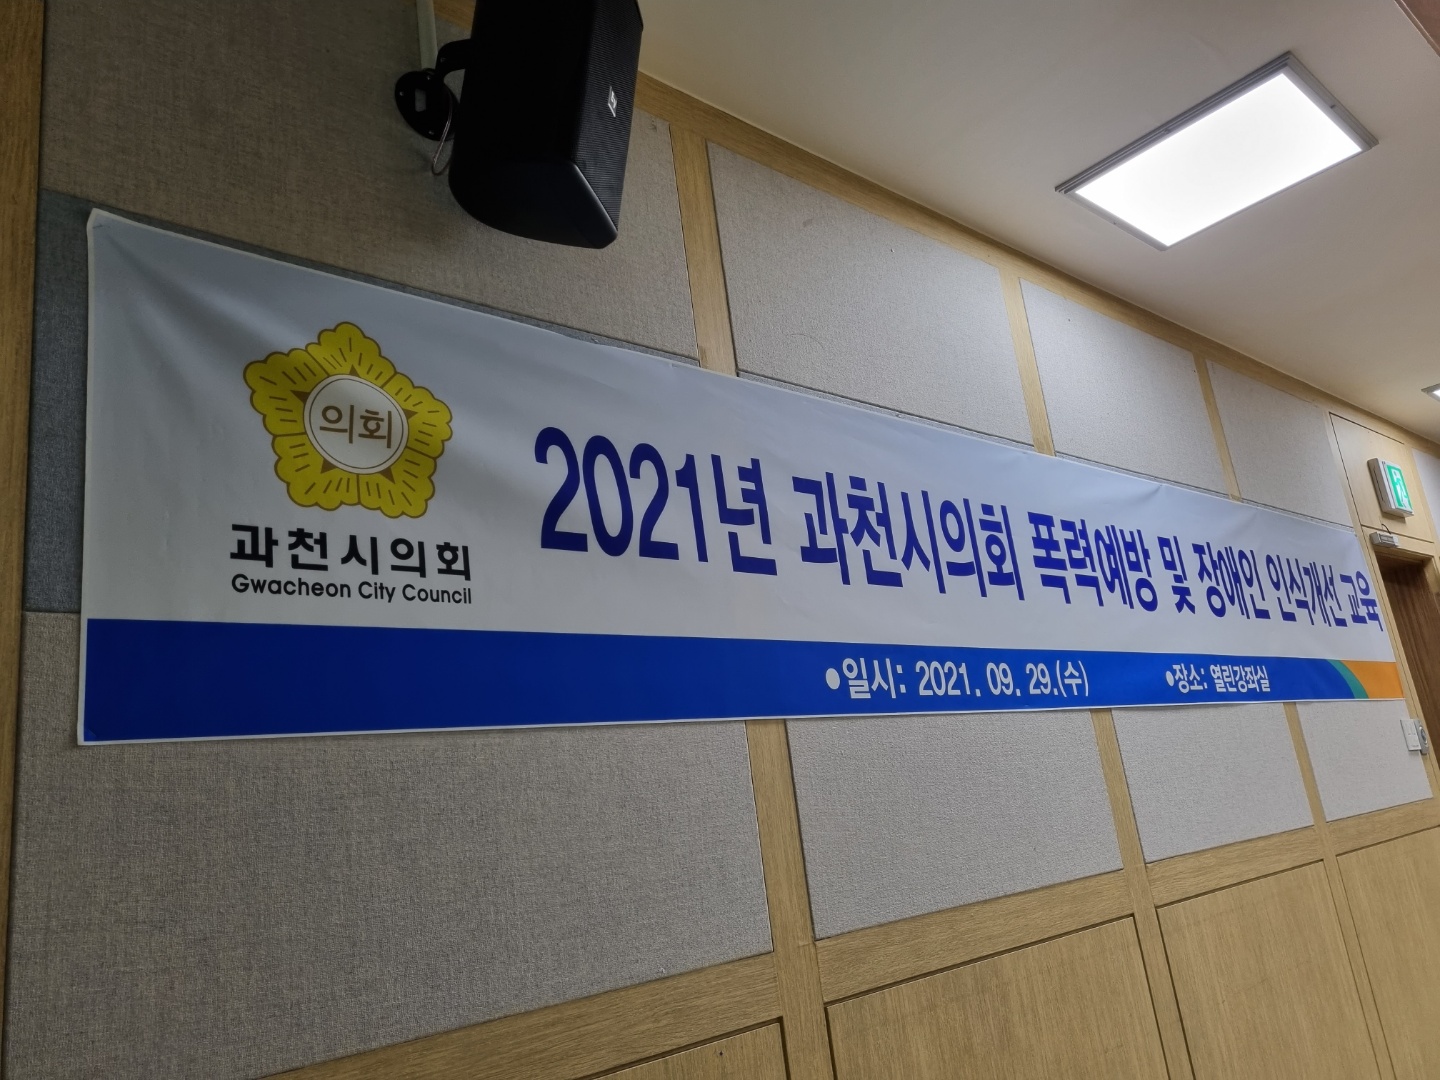 의회
과천시의회
Gwacheon City Council
2021년 과천시의회 폭력예방 및 장애인 인식개선 교육
•일시: 2021. 09. 29.(수) •장소: 열린강좌실